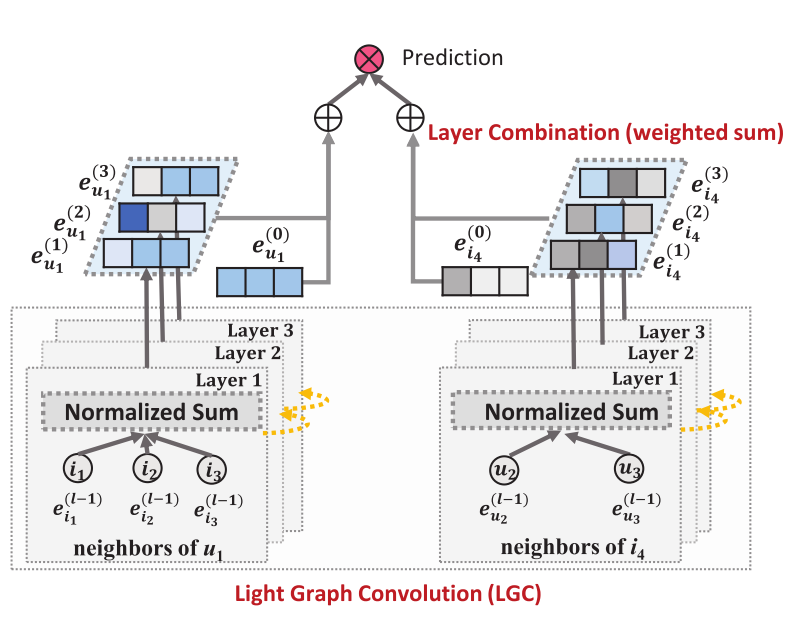 Prediction
Layer Combination (weighted sum)
e_{u_1}^{(3)}
e_{u_1}^{(2)}
e_{u_1}^{(1)}
e_{u_1}^{(0)}
e_{i_4}^{(0)}
e_{i_4}^{(3)}
e_{i_4}^{(2)}
e_{i_4}^{(1)}
Layer 3
Layer 2
Layer 1
Normalized Sum
i_1 i_2 i_3
e_{i_1}^{(l-1)} e_{i_2}^{(l-1)} e_{i_3}^{(l-1)}
neighbors of u_1
Layer 3
Layer 2
Layer 1
Normalized Sum
u_2 u_3
e_{u_2}^{(l-1)} e_{u_3}^{(l-1)}
neighbors of i_4
Light Graph Convolution (LGC)